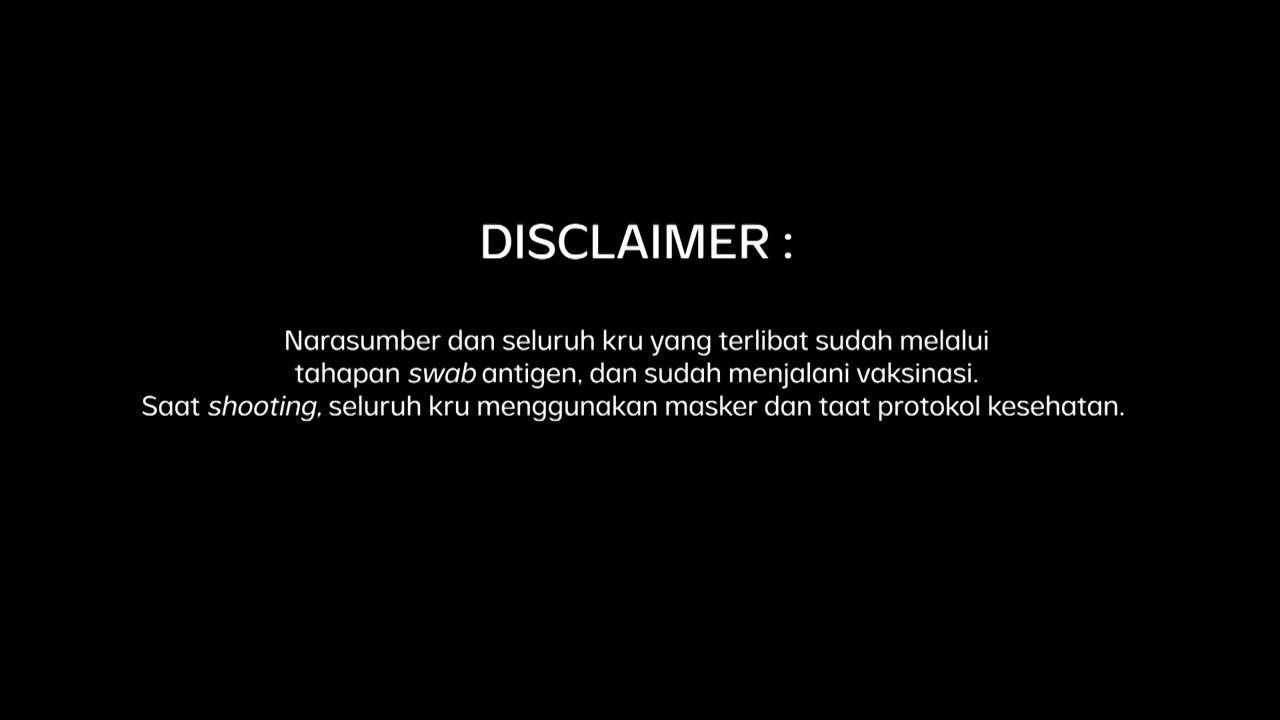 DISCLAIMER :
Narasumber dan seluruh kru yang terlibat sudah melalui
tahapan swab antigen, dan sudah menjalani vaksinasi.
Saat shooting, seluruh kru menggunakan masker dan taat protokol kesehatan.